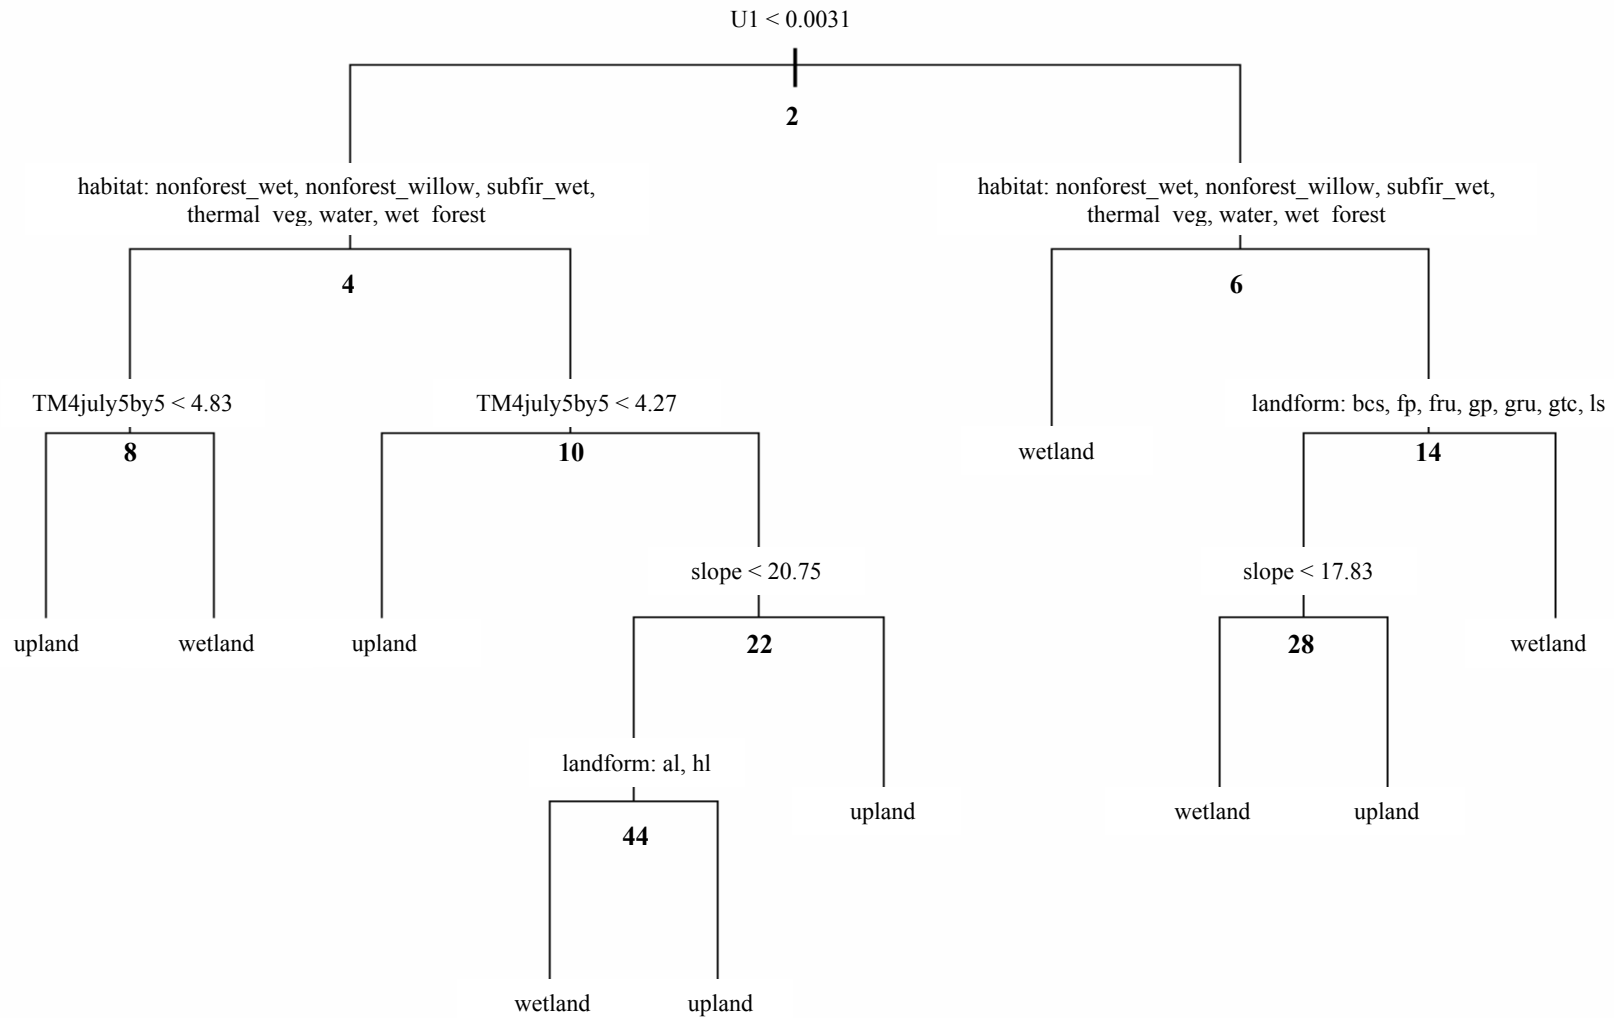 U1 < 0.0031
2
habitat: nonforest_wet, nonforest_willow, subfir_wet,
thermal veg, water, wet forest
habitat: nonforest_wet, nonforest_willow, subfir_wet,
thermal veg, water, wet forest
4
6
TM4july5by5 < 4.83
TM4july5by5 < 4.27
landform: bcs, fp, fru, gp, gru, gtc, ls
8
10
wetland
14
slope < 20.75
slope < 17.83
upland
wetland
upland
22
28
wetland
landform: al, hl
upland
wetland
upland
44
wetland
upland